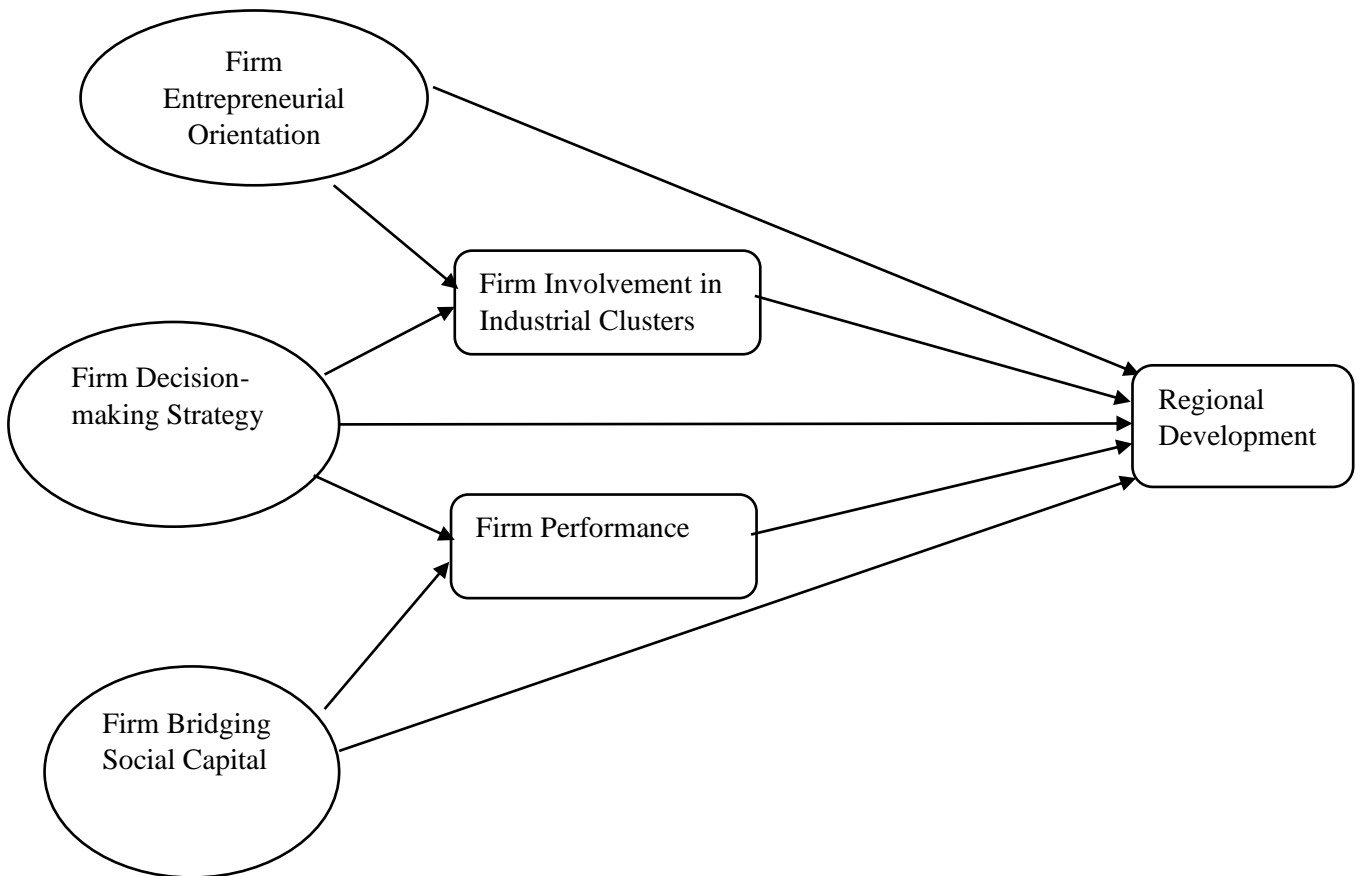 Firm
Entrepreneurial
Orientation
Firm Involvement in
Industrial Clusters
Firm Decision-
making Strategy
Regional
Development
Firm Performance
Firm Bridging
Social Capital